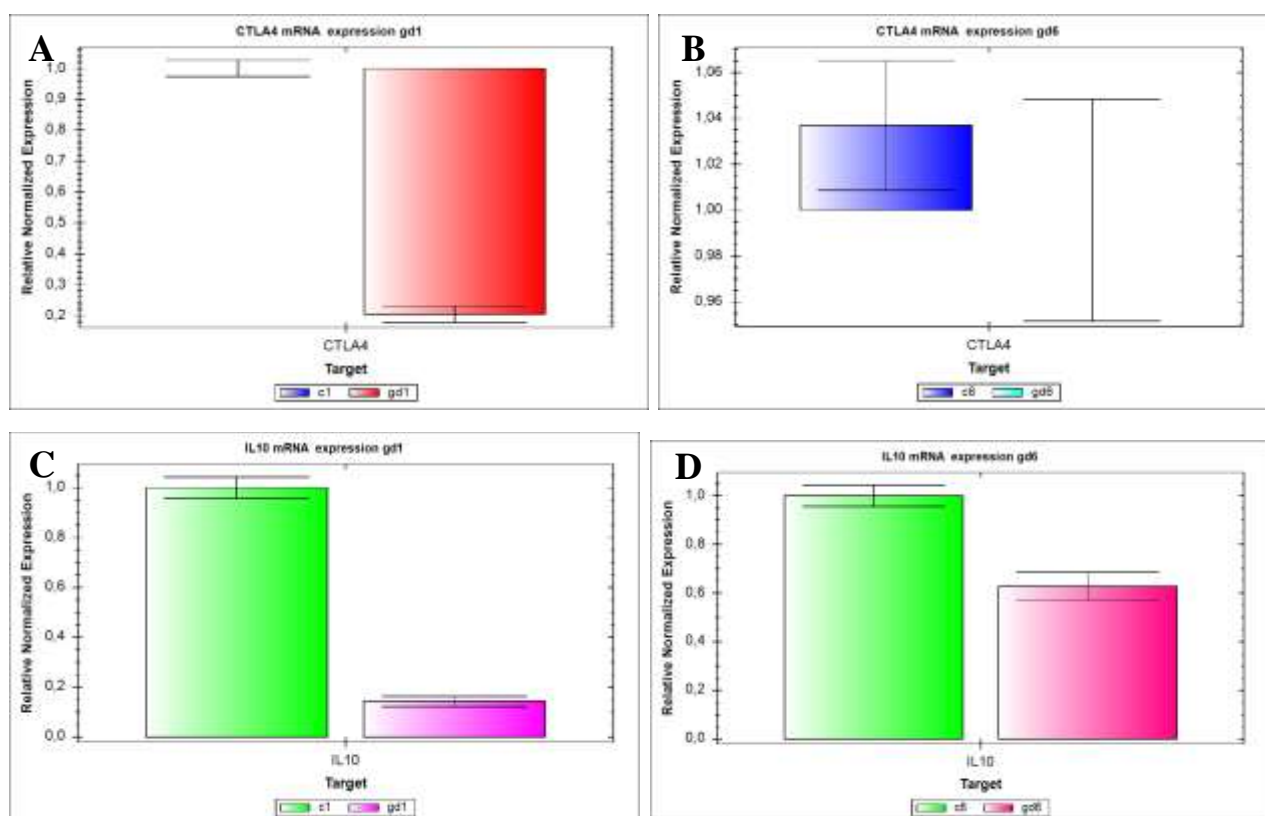 A
CTLA4 mRNA expression gd1
Relative Normalized Expression
1,0
0,9
0,8
0,7
0,6
0,5
0,4
0,3
0,2
CTLA4
Target
c1 gd1
B
CTLA4 mRNA expression gd6
Relative Normalized Expression
1,06
1,04
1,02
1,00
0,98
0,96
CTLA4
Target
c6 gd6
C
IL10 mRNA expression gd1
Relative Normalized Expression
1,0
0,8
0,6
0,4
0,2
0,0
IL10
Target
c1 gd1
D
IL10 mRNA expression gd6
Relative Normalized Expression
1,0
0,8
0,6
0,4
0,2
0,0
IL10
Target
c6 gd6